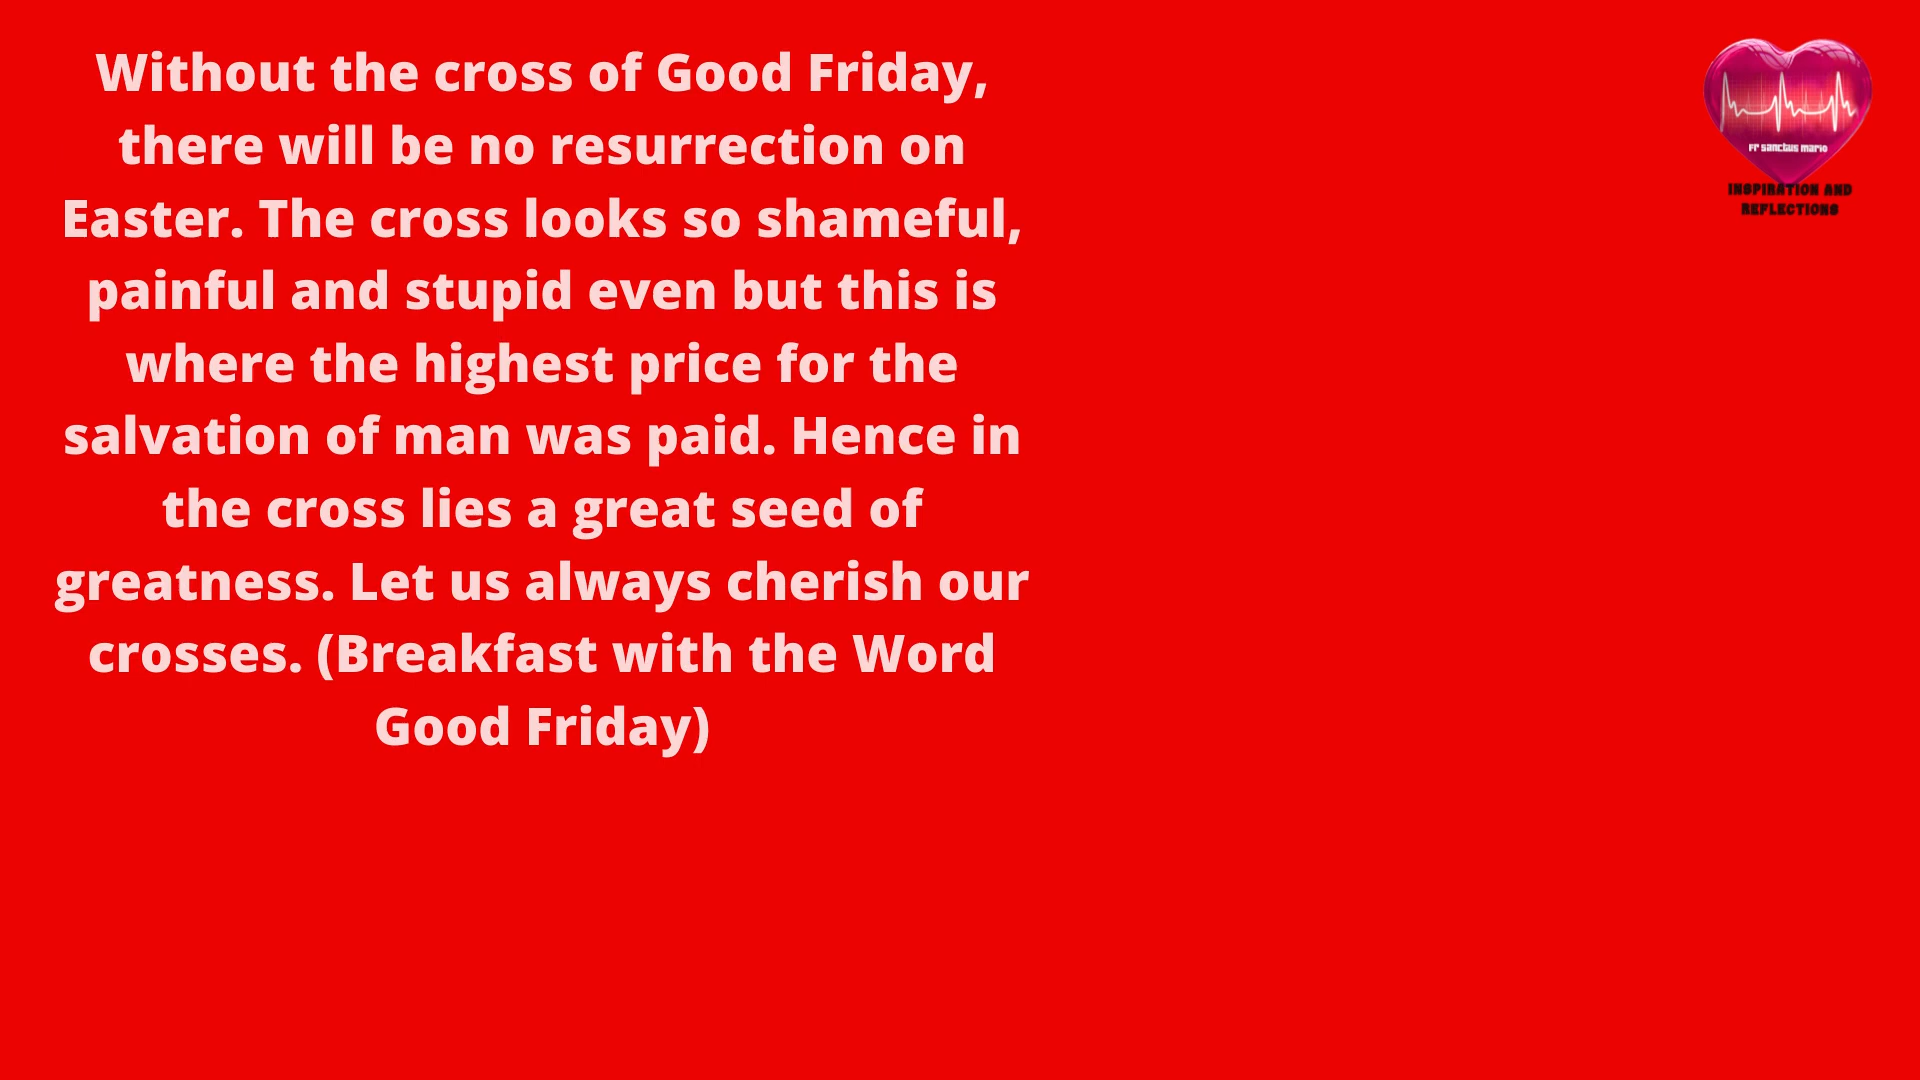 Without the cross of Good Friday,
there will be no resurrection on
Easter. The cross looks so shameful,
painful and stupid even but this is
where the highest price for the
salvation of man was paid. Hence in
the cross lies a great seed of
greatness. Let us always cherish our
crosses. (Breakfast with the Word
Good Friday)
Fr Sanctus Mario
INSPIRATION AND
REFLECTIONS